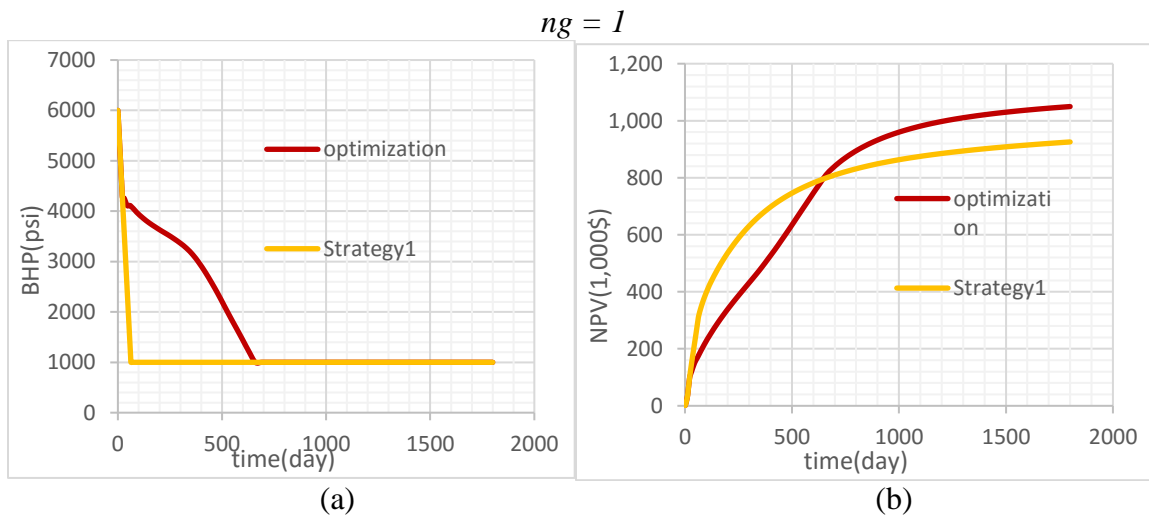 ng = 1
7000
6000
5000
4000
3000
2000
1000
0
BHP(psi)
optimization
Strategy1
0
500
1000
1500
2000
time(day)
(a)
1,200
1,000
800
600
400
200
0
NPV(1,000$)
optimizati
on
Strategy1
0
500
1000
1500
2000
time(day)
(b)